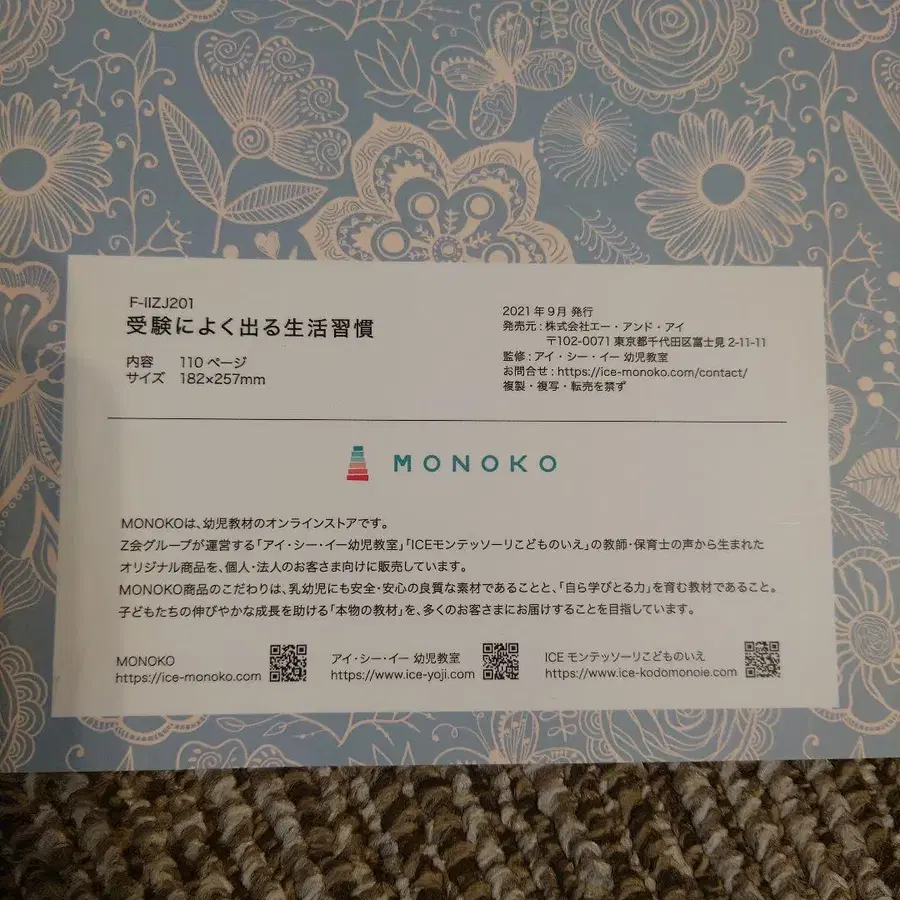 F-IIZJ201
受験によく出る生活習慣
内容 110 ページ
サイズ 182×257mm
2021 年 9 月 発行
発売元 : 株式会社エー・アンド・アイ
〒102-0071 東京都千代田区富士見 2-11-11
監修 : アイ・シー・イー 幼児教室
お問合せ : https://ice-monoko.com/contact/
複製・複写・転売を禁ず
MONOKO
MONOKOは、幼児教材のオンラインストアです。
Z会グループが運営する「アイ・シー・イー幼児教室」「ICEモンテッソーリこどものいえ」の教師・保育士の声から生まれた
オリジナル商品を、個人・法人のお客さま向けに販売しています。
MONOKO商品のこだわりは、乳幼児にも安全・安心の良質な素材であることと、「自ら学びとる力」を育む教材であること。
子どもたちの伸びやかな成長を助ける「本物の教材」を、多くのお客さまにお届けすることを目指しています。
MONOKO
https://ice-monoko.com
アイ・シー・イー 幼児教室
https://www.ice-yoji.com
ICE モンテッソーリこどものいえ
https://www.ice-kodomonoie.com